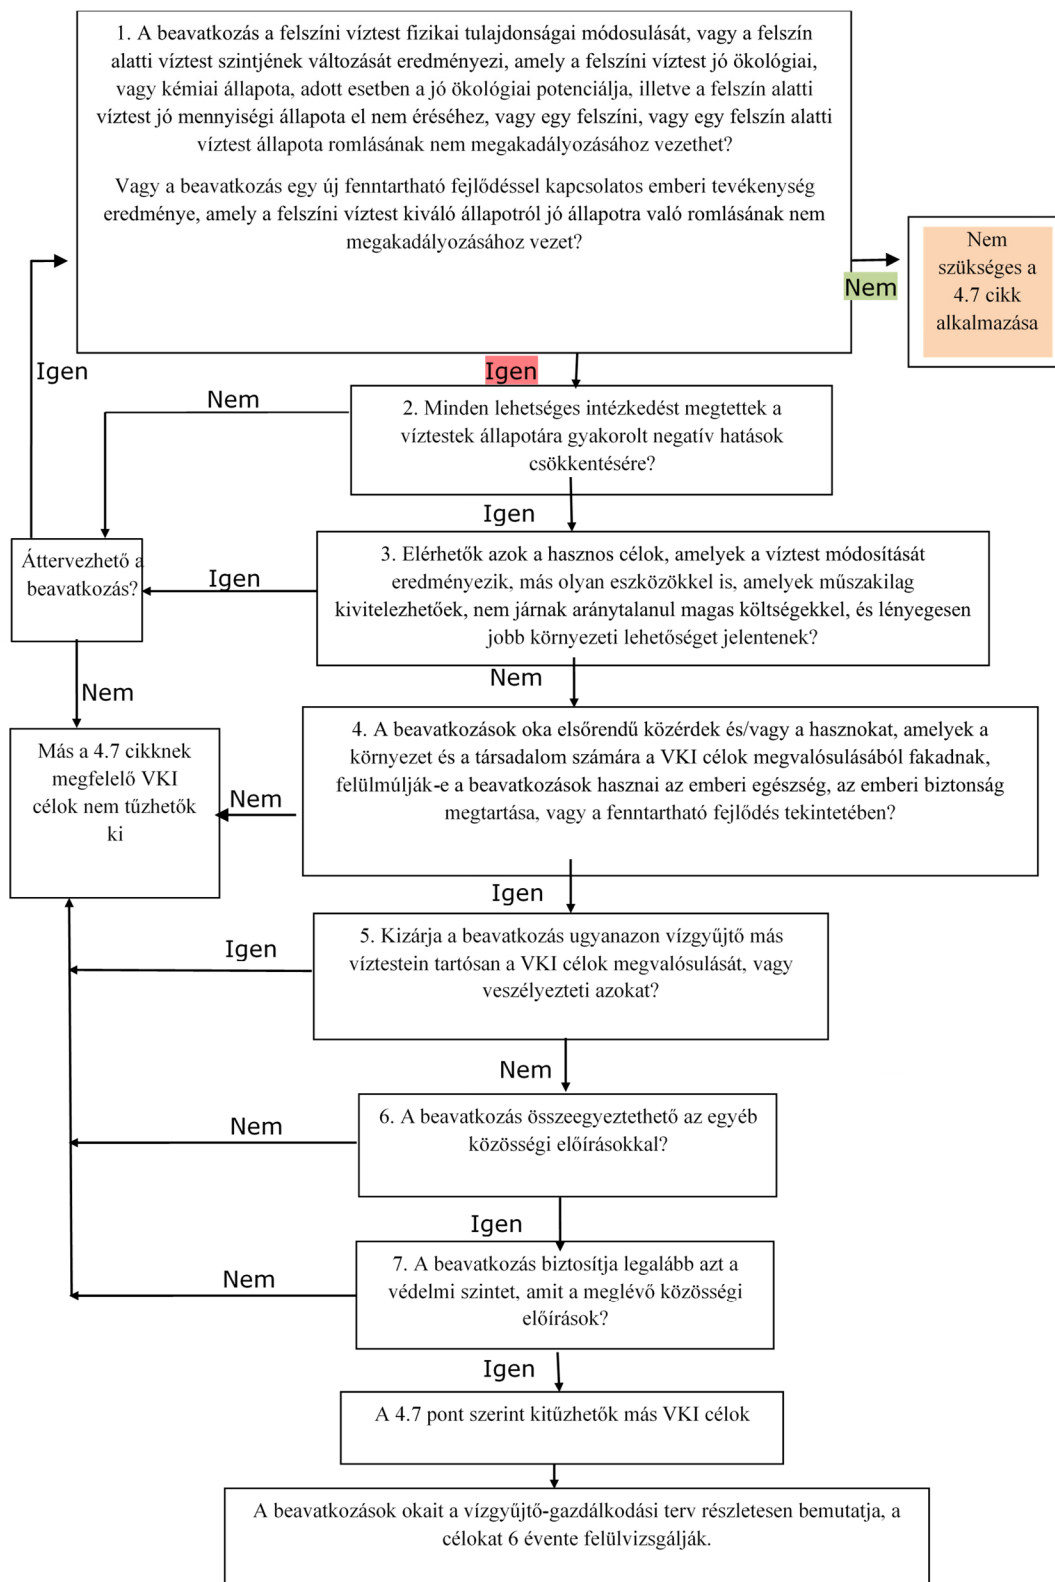 1. A beavatkozás a felszíni víztest fizikai tulajdonságai módosulását, vagy a felszín
alatti víztest szintjének változását eredményezi, amely a felszíni víztest jó ökológiai,
vagy kémiai állapota, adott esetben a jó ökológiai potenciálja, illetve a felszín alatti
víztest jó mennyiségi állapota el nem éréséhez, vagy egy felszíni, vagy egy felszín alatti
víztest állapota romlásának nem megakadályozásához vezethet?
Vagy a beavatkozás egy új fenntartható fejlődéssel kapcsolatos emberi tevékenység
eredménye, amely a felszíni víztest kiváló állapotról jó állapotra való romlásának nem
megakadályozásához vezet?
Nem
Nem
szükséges a
4.7 cikk
alkalmazása
Igen
Igen
Nem
2. Minden lehetséges intézkedést megtettek a
víztestek állapotára gyakorolt negatív hatások
csökkentésére?
Igen
Áttervezhető a
beavatkozás?
Igen
3. Elérhetők azok a hasznos célok, amelyek a víztest módosítását
eredményezik, más olyan eszközökkel is, amelyek műszakilag
kivitelezhetőek, nem járnak aránytalanul magas költségekkel, és lényegesen
jobb környezeti lehetőséget jelentenek?
Nem
Nem
Más a 4.7 cikknek
megfelelő VKI
célok nem tűzhetők
ki
Nem
4. A beavatkozások oka elsőrendű közérdek és/vagy a hasznokat, amelyek a
környezet és a társadalom számára a VKI célok megvalósulásából fakadnak,
felülmúlják-e a beavatkozások hasznai az emberi egészség, az emberi biztonság
megtartása, vagy a fenntartható fejlődés tekintetében?
Igen
Igen
5. Kizárja a beavatkozás ugyanazon vízgyűjtő más
víztestein tartósan a VKI célok megvalósulását, vagy
veszélyezteti azokat?
Nem
Nem
6. A beavatkozás összeegyeztethető az egyéb
közösségi előírásokkal?
Igen
Nem
7. A beavatkozás biztosítja legalább azt a
védelmi szintet, amit a meglévő közösségi
előírások?
Igen
A 4.7 pont szerint kitűzhetők más VKI célok
A beavatkozások okait a vízgyűjtő-gazdálkodási terv részletesen bemutatja, a
célokat 6 évente felülvizsgálják.